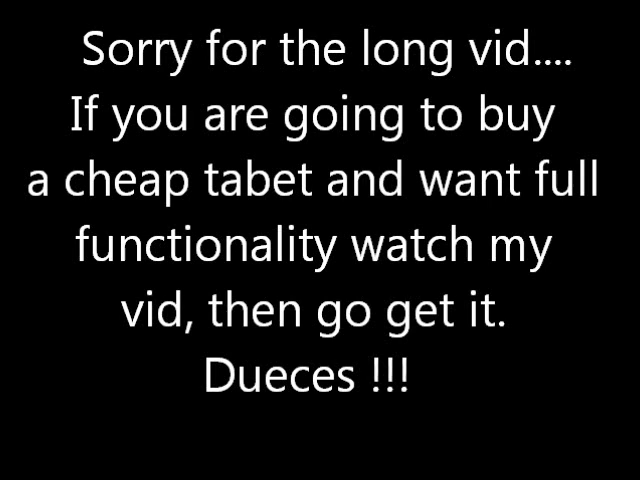 Sorry for the long vid....
If you are going to buy
a cheap tabet and want full
functionality watch my
vid, then go get it.
Dueces !!!